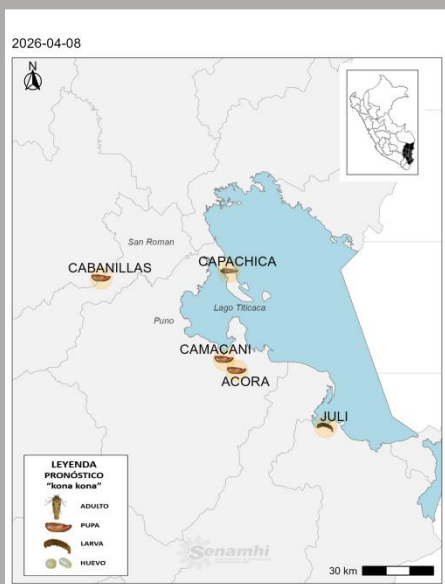 2026-04-08
N
San Roman
CABANILLAS
CAPACHICA
Lago Titicaca
Puno
CAMACANI
ACORA
JULI
LEYENDA
PRONÓSTICO
"kona kona"
ADULTO
PUPA
LARVA
HUEVO
Senamhi
30 km